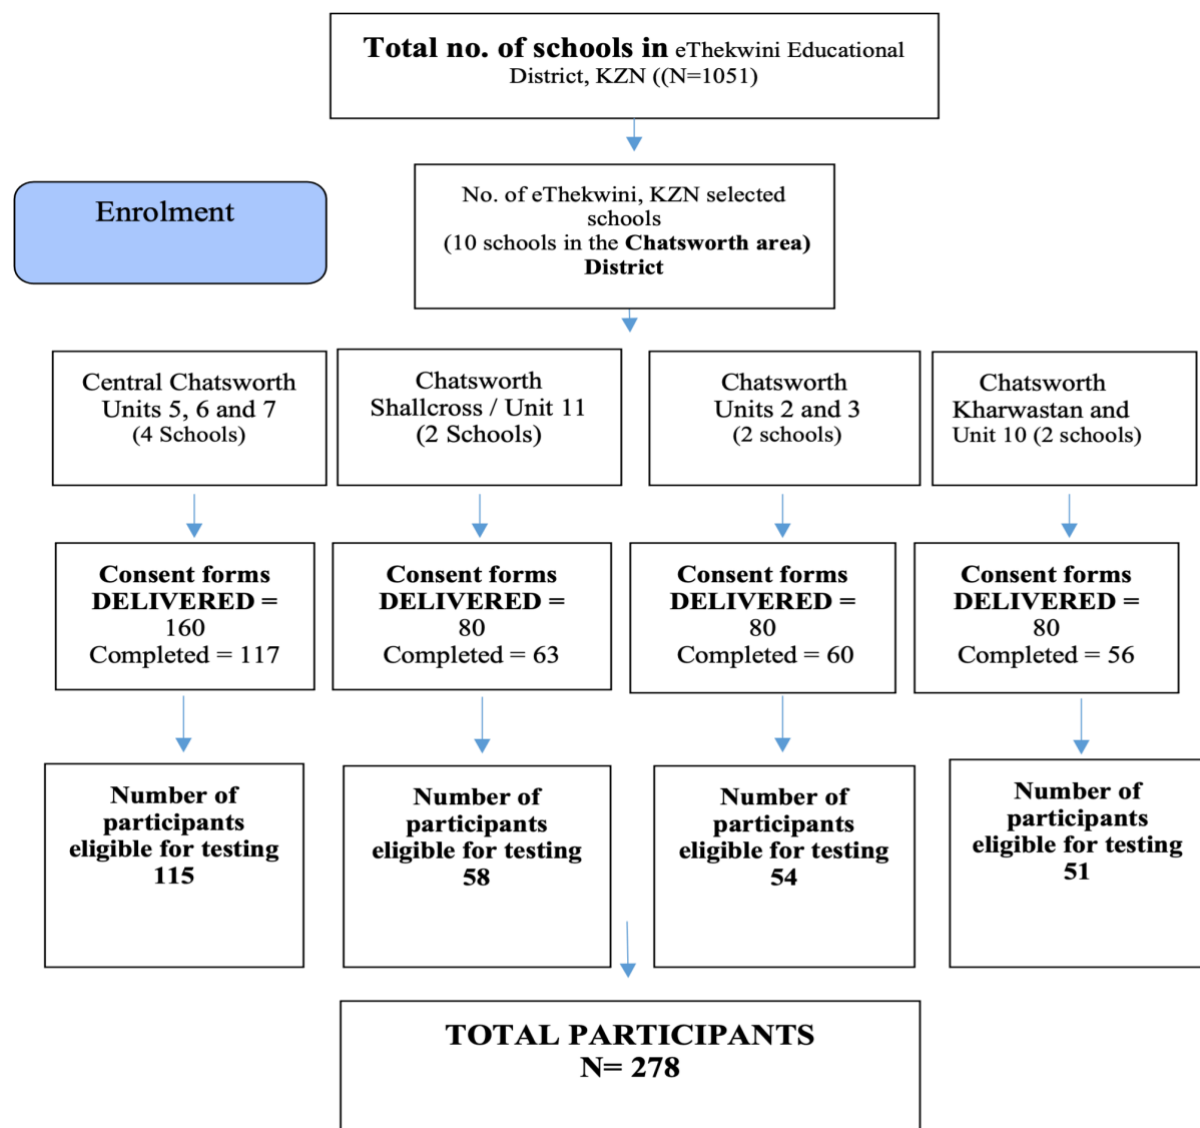 Total no. of schools in eThekwini Educational
District, KZN ((N=1051)
Enrolment
No. of eThekwini, KZN selected
schools
(10 schools in the Chatsworth area)
District
Central Chatsworth
Units 5, 6 and 7
(4 Schools)
Chatsworth
Shallcross / Unit 11
(2 Schools)
Chatsworth
Units 2 and 3
(2 schools)
Chatsworth
Kharwastan and
Unit 10 (2 schools)
Consent forms
DELIVERED =
160
Completed = 117
Consent forms
DELIVERED =
80
Completed = 63
Consent forms
DELIVERED =
80
Completed = 60
Consent forms
DELIVERED =
80
Completed = 56
Number of
participants
eligible for testing
115
Number of
participants
eligible for testing
58
Number of
participants
eligible for testing
54
Number of
participants
eligible for testing
51
TOTAL PARTICIPANTS
N= 278